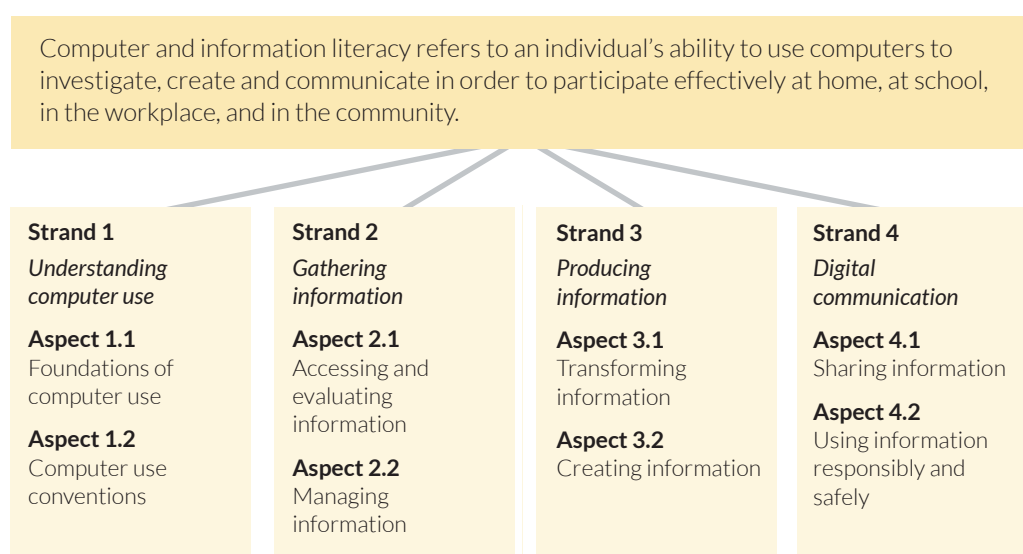 Computer and information literacy refers to an individual’s ability to use computers to
investigate, create and communicate in order to participate effectively at home, at school,
in the workplace, and in the community.
Strand 1
Understanding
computer use
Aspect 1.1
Foundations of
computer use
Aspect 1.2
Computer use
conventions
Strand 2
Gathering
information
Aspect 2.1
Accessing and
evaluating
information
Aspect 2.2
Managing
information
Strand 3
Producing
information
Aspect 3.1
Transforming
information
Aspect 3.2
Creating information
Strand 4
Digital
communication
Aspect 4.1
Sharing information
Aspect 4.2
Using information
responsibly and
safely